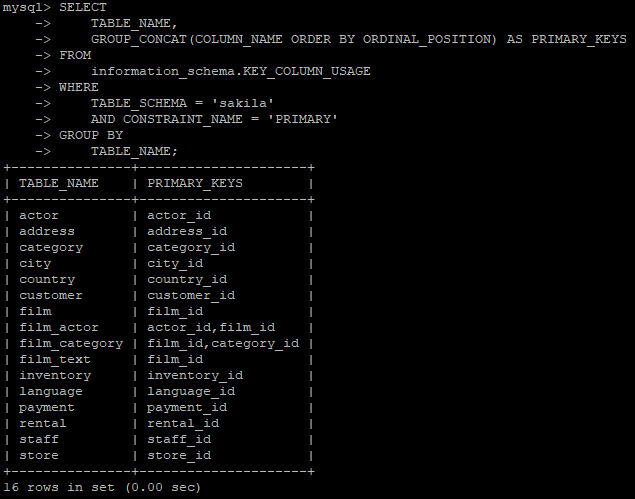 mysql> SELECT
    ->     TABLE_NAME,
    ->     GROUP_CONCAT(COLUMN_NAME ORDER BY ORDINAL_POSITION) AS PRIMARY_KEYS
    -> FROM
    ->     information_schema.KEY_COLUMN_USAGE
    -> WHERE
    ->     TABLE_SCHEMA = 'sakila'
    ->     AND CONSTRAINT_NAME = 'PRIMARY'
    -> GROUP BY
    ->     TABLE_NAME;
+---------------+---------------------+
| TABLE_NAME    | PRIMARY_KEYS        |
+---------------+---------------------+
| actor         | actor_id            |
| address       | address_id          |
| category      | category_id         |
| city          | city_id             |
| country       | country_id          |
| customer      | customer_id         |
| film          | film_id             |
| film_actor    | actor_id,film_id    |
| film_category | film_id,category_id |
| film_text     | film_id             |
| inventory     | inventory_id        |
| language      | language_id         |
| payment       | payment_id          |
| rental        | rental_id           |
| staff         | staff_id            |
| store         | store_id            |
+---------------+---------------------+
16 rows in set (0.00 sec)